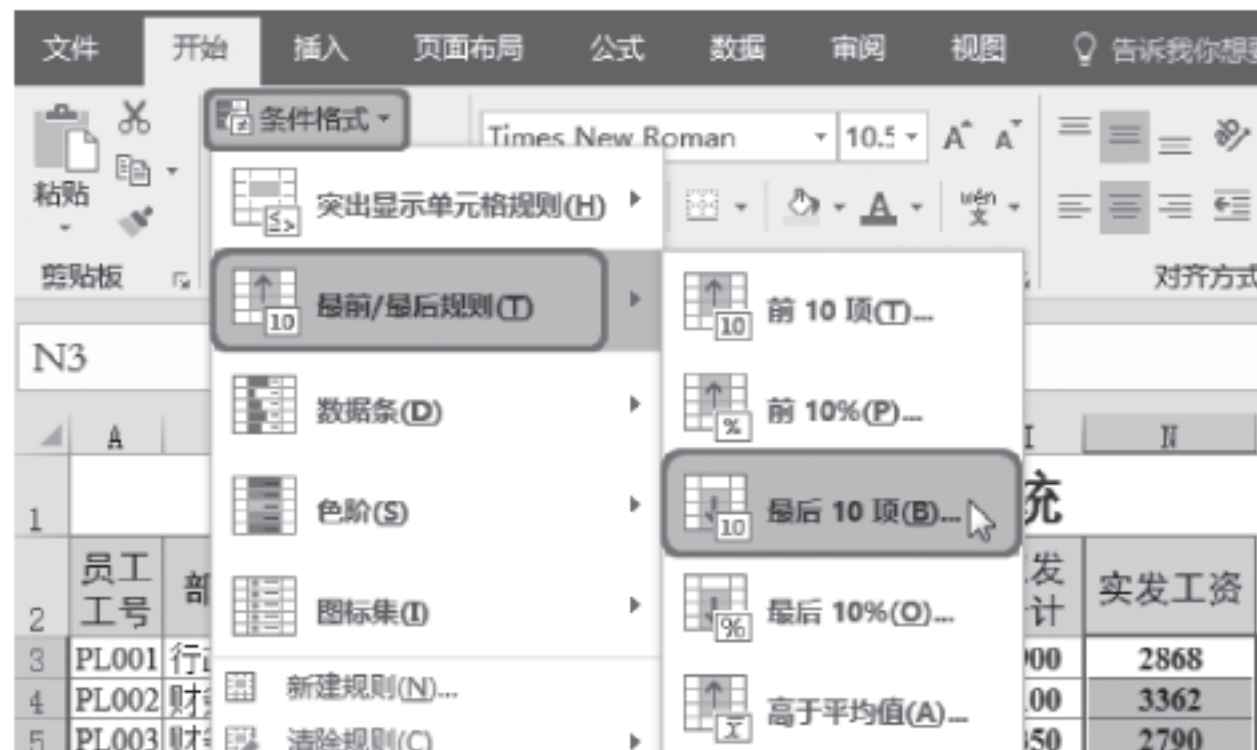 文件 开始 插入 页面布局 公式 数据 审阅 视图 告诉我你想
条件格式
Times New Roman 10.5
粘贴
剪贴板
对齐方式
突出显示单元格规则(H)
最前/最后规则(T)
数据条(D)
色阶(S)
图标集(I)
新建规则(N)...
清除规则(C)
前 10 项(T)...
前 10%(P)...
最后 10 项(B)...
最后 10%(O)...
高于平均值(A)...
N3
A N
1 充
2 员工工号 部 发计 实发工资
3 PL001 行 00 2868
4 PL002 财 00 3362
5 PL003 财 350 2790